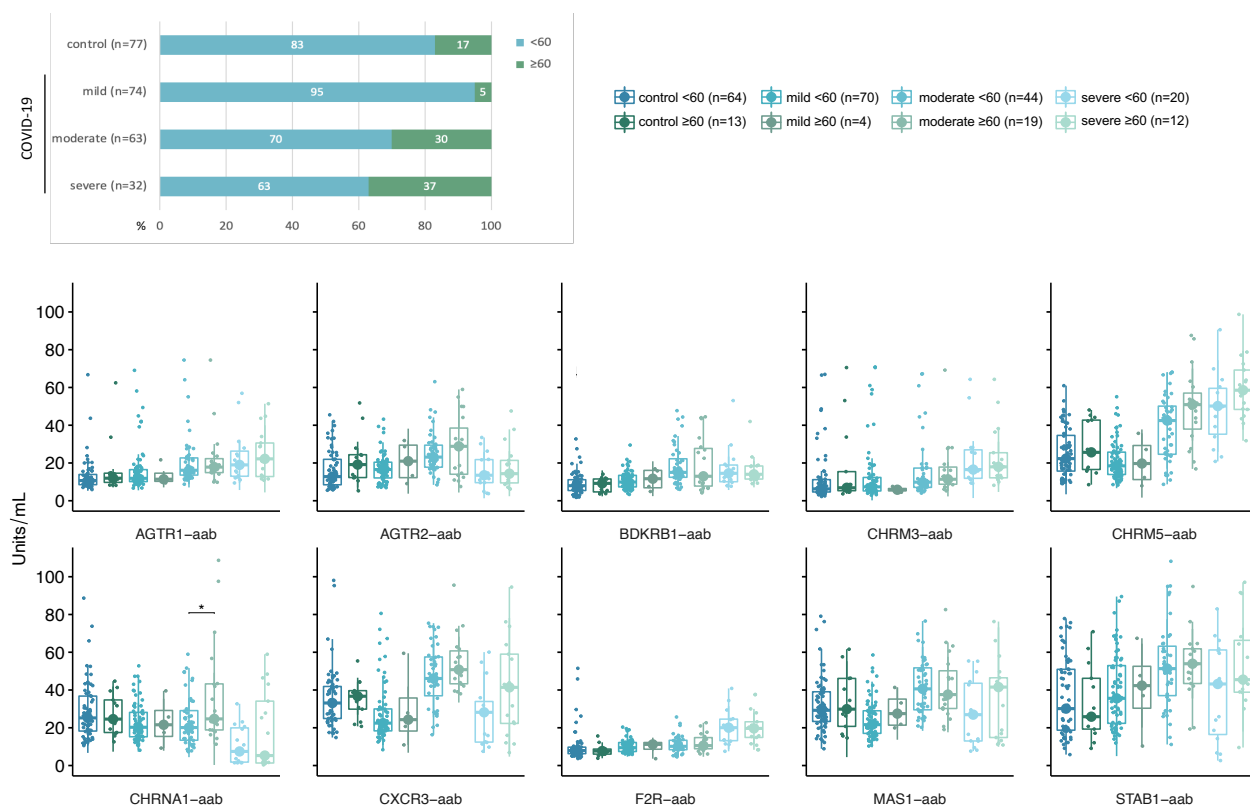 control (n=77) 83 17
mild (n=74) 95 5
moderate (n=63) 70 30
severe (n=32) 63 37
COVID-19
% 0 20 40 60 80 100
<60
≥60
control <60 (n=64) mild <60 (n=70) moderate <60 (n=44) severe <60 (n=20)
control ≥60 (n=13) mild ≥60 (n=4) moderate ≥60 (n=19) severe ≥60 (n=12)
Units/mL
100
80
60
40
20
0
AGTR1−aab AGTR2−aab BDKRB1−aab CHRM3−aab CHRM5−aab
100
80
60
40
20
0
*
CHRNA1−aab CXCR3−aab F2R−aab MAS1−aab STAB1−aab